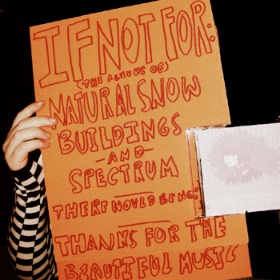 IF NOT FOR:
(THE ALBUMS OF)
NATURAL SNOW
BUILDINGS
-AND-
SPECTRUM
THERE WOULD BE NO:
THANKS FOR THE
BEAUTIFUL MUSIC